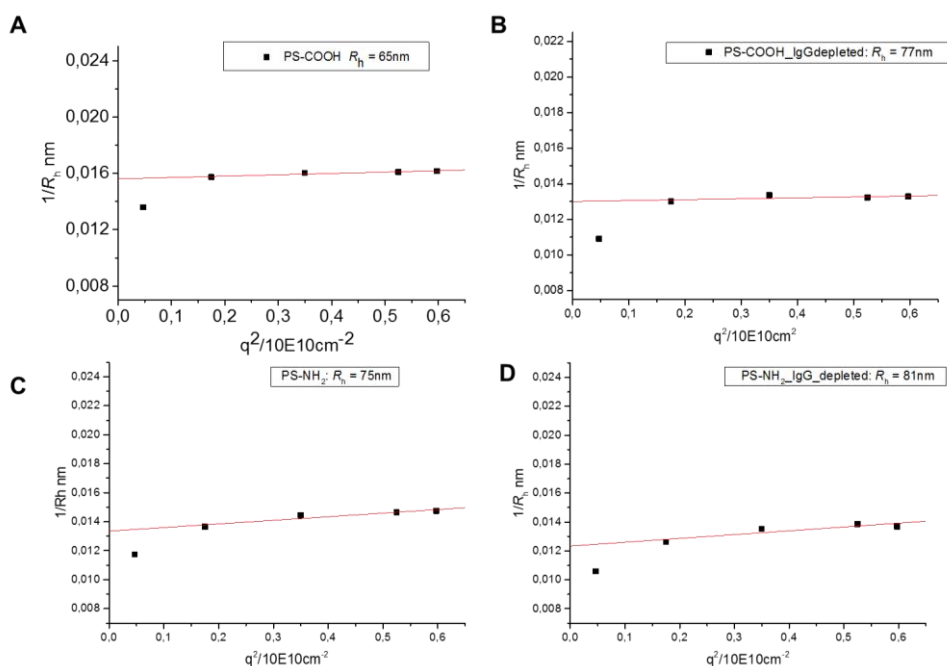 A
PS-COOH Rₕ = 65nm
0,024
0,020
0,016
0,012
0,008
1/Rₕ nm
0,0 0,1 0,2 0,3 0,4 0,5 0,6
q²/10E10cm⁻²
B
PS-COOH_IgGdepleted: Rₕ = 77nm
0,022
0,020
0,018
0,016
0,014
0,012
0,010
0,008
1/Rₕ nm
0,0 0,1 0,2 0,3 0,4 0,5 0,6
q²/10E10cm²
C
PS-NH₂: Rₕ = 75nm
0,024
0,022
0,020
0,018
0,016
0,014
0,012
0,010
0,008
1/Rh nm
0,0 0,1 0,2 0,3 0,4 0,5 0,6
q²/10E10cm⁻²
D
PS-NH₂_IgG_depleted: Rₕ = 81nm
0,024
0,022
0,020
0,018
0,016
0,014
0,012
0,010
0,008
1/Rₕ nm
0,0 0,1 0,2 0,3 0,4 0,5 0,6
q²/10E10cm⁻²